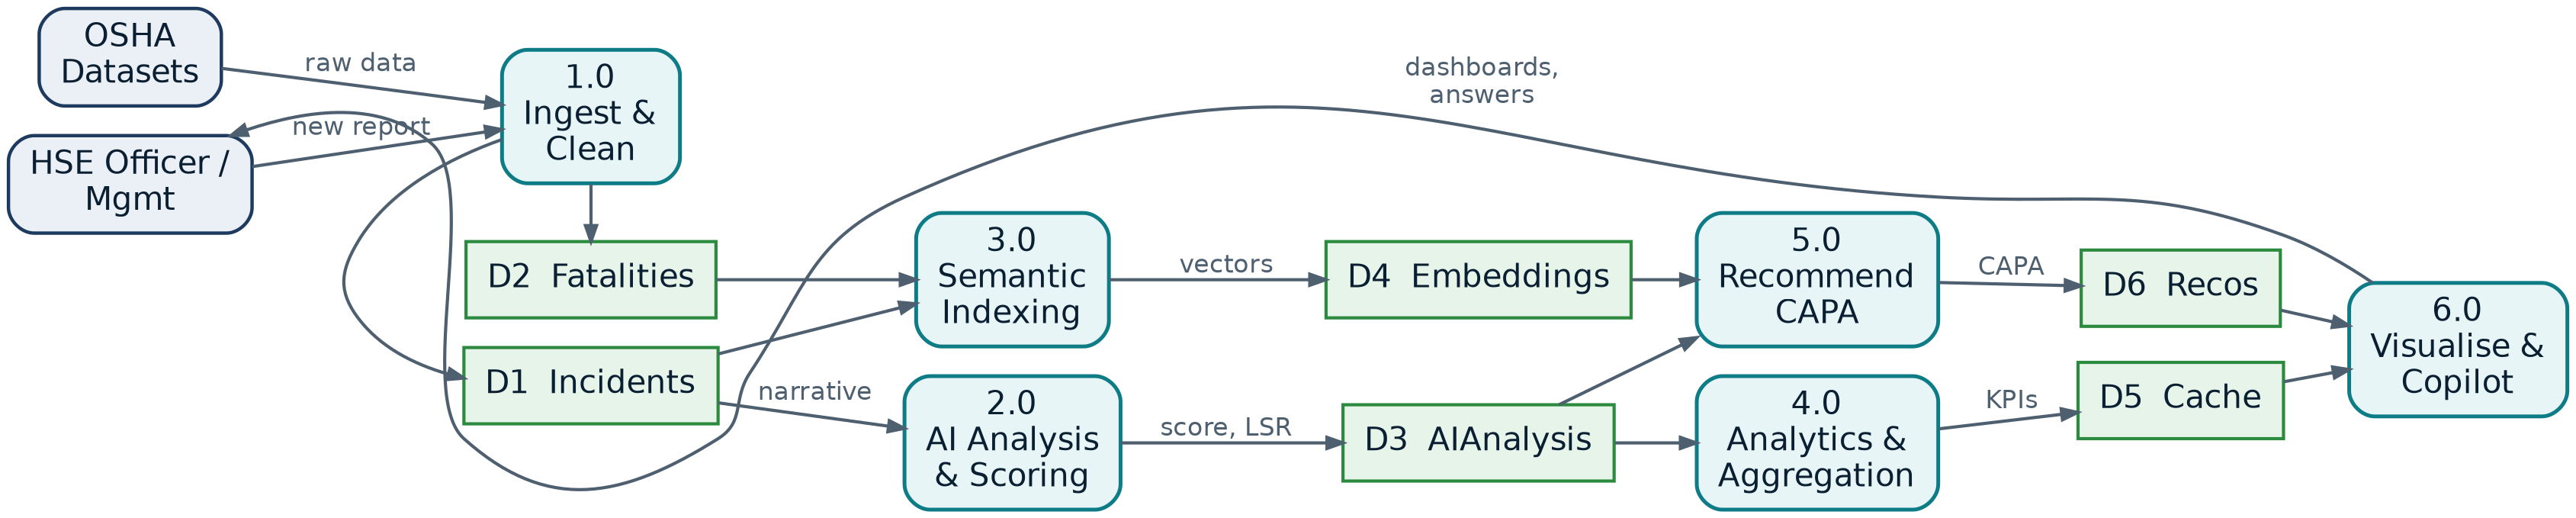 OSHA
Datasets
raw data
HSE Officer /
Mgmt
new report
1.0
Ingest &
Clean
D2  Fatalities
D1  Incidents
narrative
3.0
Semantic
Indexing
2.0
AI Analysis
& Scoring
vectors
score, LSR
dashboards,
answers
D4  Embeddings
D3  AIAnalysis
5.0
Recommend
CAPA
4.0
Analytics &
Aggregation
CAPA
KPIs
D6  Recos
D5  Cache
6.0
Visualise &
Copilot